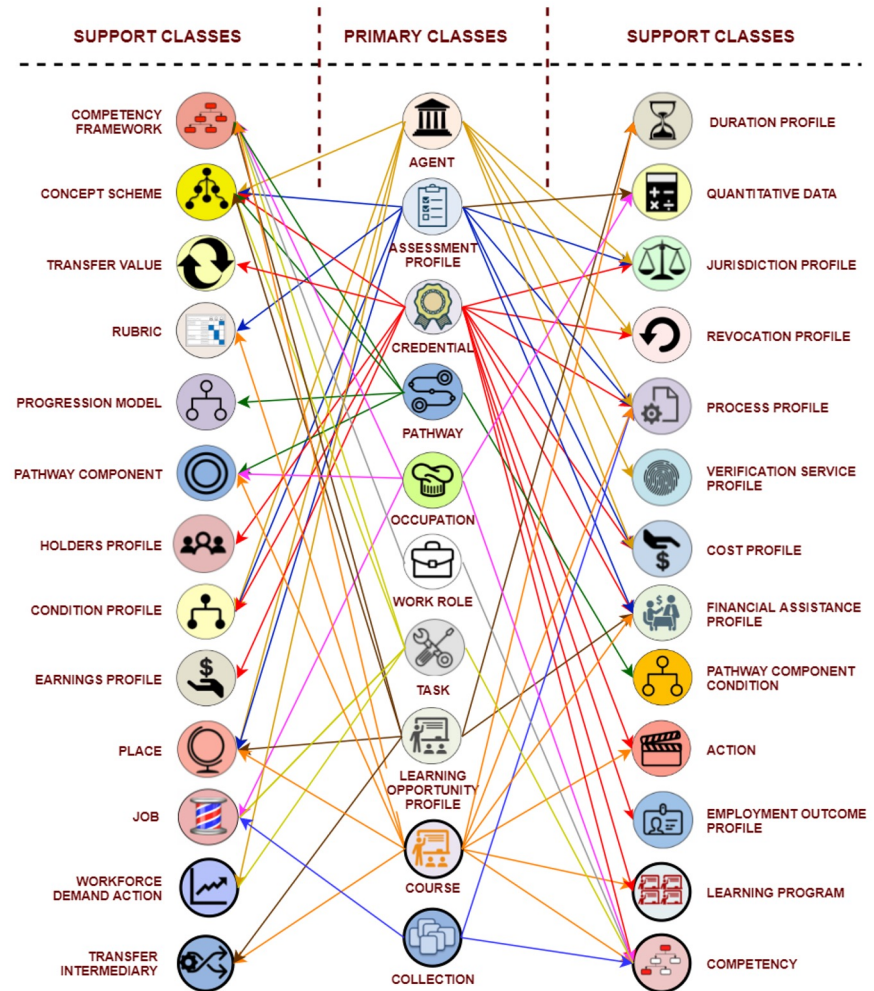 SUPPORT CLASSES
PRIMARY CLASSES
SUPPORT CLASSES
COMPETENCY
FRAMEWORK
CONCEPT SCHEME
TRANSFER VALUE
RUBRIC
PROGRESSION MODEL
PATHWAY COMPONENT
HOLDERS PROFILE
CONDITION PROFILE
EARNINGS PROFILE
PLACE
JOB
WORKFORCE
DEMAND ACTION
TRANSFER
INTERMEDIARY
AGENT
ASSESSMENT
PROFILE
CREDENTIAL
PATHWAY
OCCUPATION
WORK ROLE
TASK
LEARNING
OPPORTUNITY
PROFILE
COURSE
COLLECTION
DURATION PROFILE
QUANTITATIVE DATA
JURISDICTION PROFILE
REVOCATION PROFILE
PROCESS PROFILE
VERIFICATION SERVICE
PROFILE
COST PROFILE
FINANCIAL ASSISTANCE
PROFILE
PATHWAY COMPONENT
CONDITION
ACTION
EMPLOYMENT OUTCOME
PROFILE
LEARNING PROGRAM
COMPETENCY